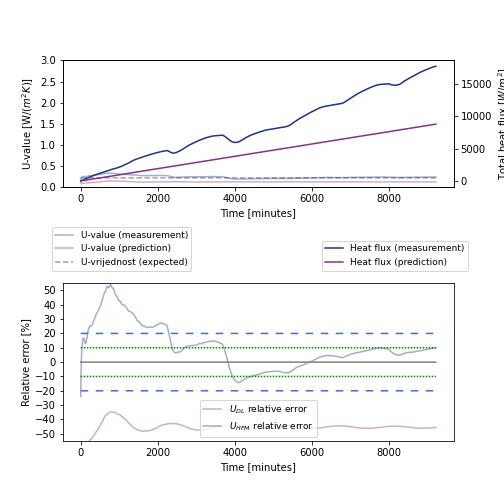 3.0
2.5
2.0
1.5
1.0
0.5
0.0
U-value [W/(m²K)]
15000
10000
5000
0
Total heat flux [W/m²
0 2000 4000 6000 8000
Time [minutes]
U-value (measurement)
U-value (prediction)
U-vrijednost (expected)
Heat flux (measurement)
Heat flux (prediction)
50
40
30
20
10
0
−10
−20
−30
−40
−50
Relative error [%]
U_DL relative error
U_HFM relative error
0 2000 4000 6000 8000
Time [minutes]